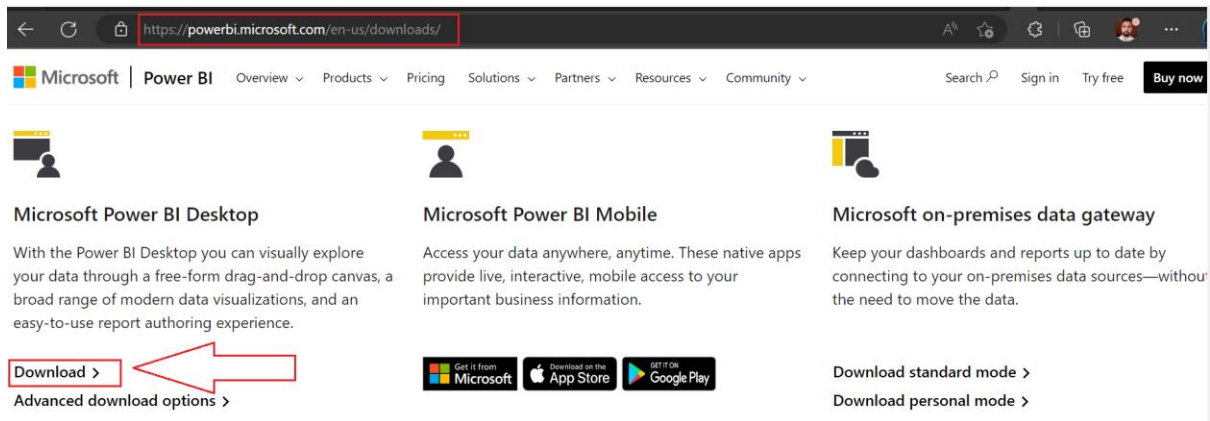 https://powerbi.microsoft.com/en-us/downloads/
Microsoft Power BI Overview Products Pricing Solutions Partners Resources Community Search Sign in Try free Buy now
Microsoft Power BI Desktop
With the Power BI Desktop you can visually explore
your data through a free-form drag-and-drop canvas, a
broad range of modern data visualizations, and an
easy-to-use report authoring experience.
Download >
Advanced download options >
Microsoft Power BI Mobile
Access your data anywhere, anytime. These native apps
provide live, interactive, mobile access to your
important business information.
Get it from
Microsoft
Download on the
App Store
GET IT ON
Google Play
Microsoft on-premises data gateway
Keep your dashboards and reports up to date by
connecting to your on-premises data sources—without
the need to move the data.
Download standard mode >
Download personal mode >